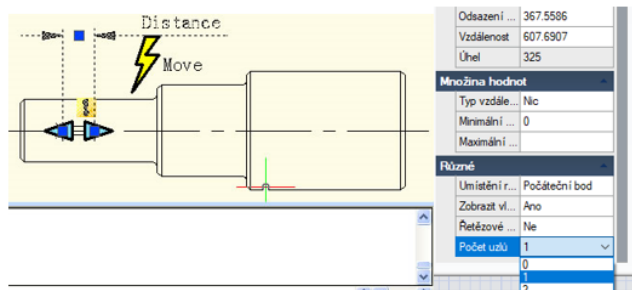 Distance
Move
Odsazení ... 367.5586
Vzdálenost 607.6907
Úhel 325
Množina hodnot
Typ vzdále... Nic
Minimální ... 0
Maximální ...
Různé
Umístění r... Počáteční bod
Zobrazit vl... Ano
Řetězové ... Ne
Počet uzlů 1
0
1
2